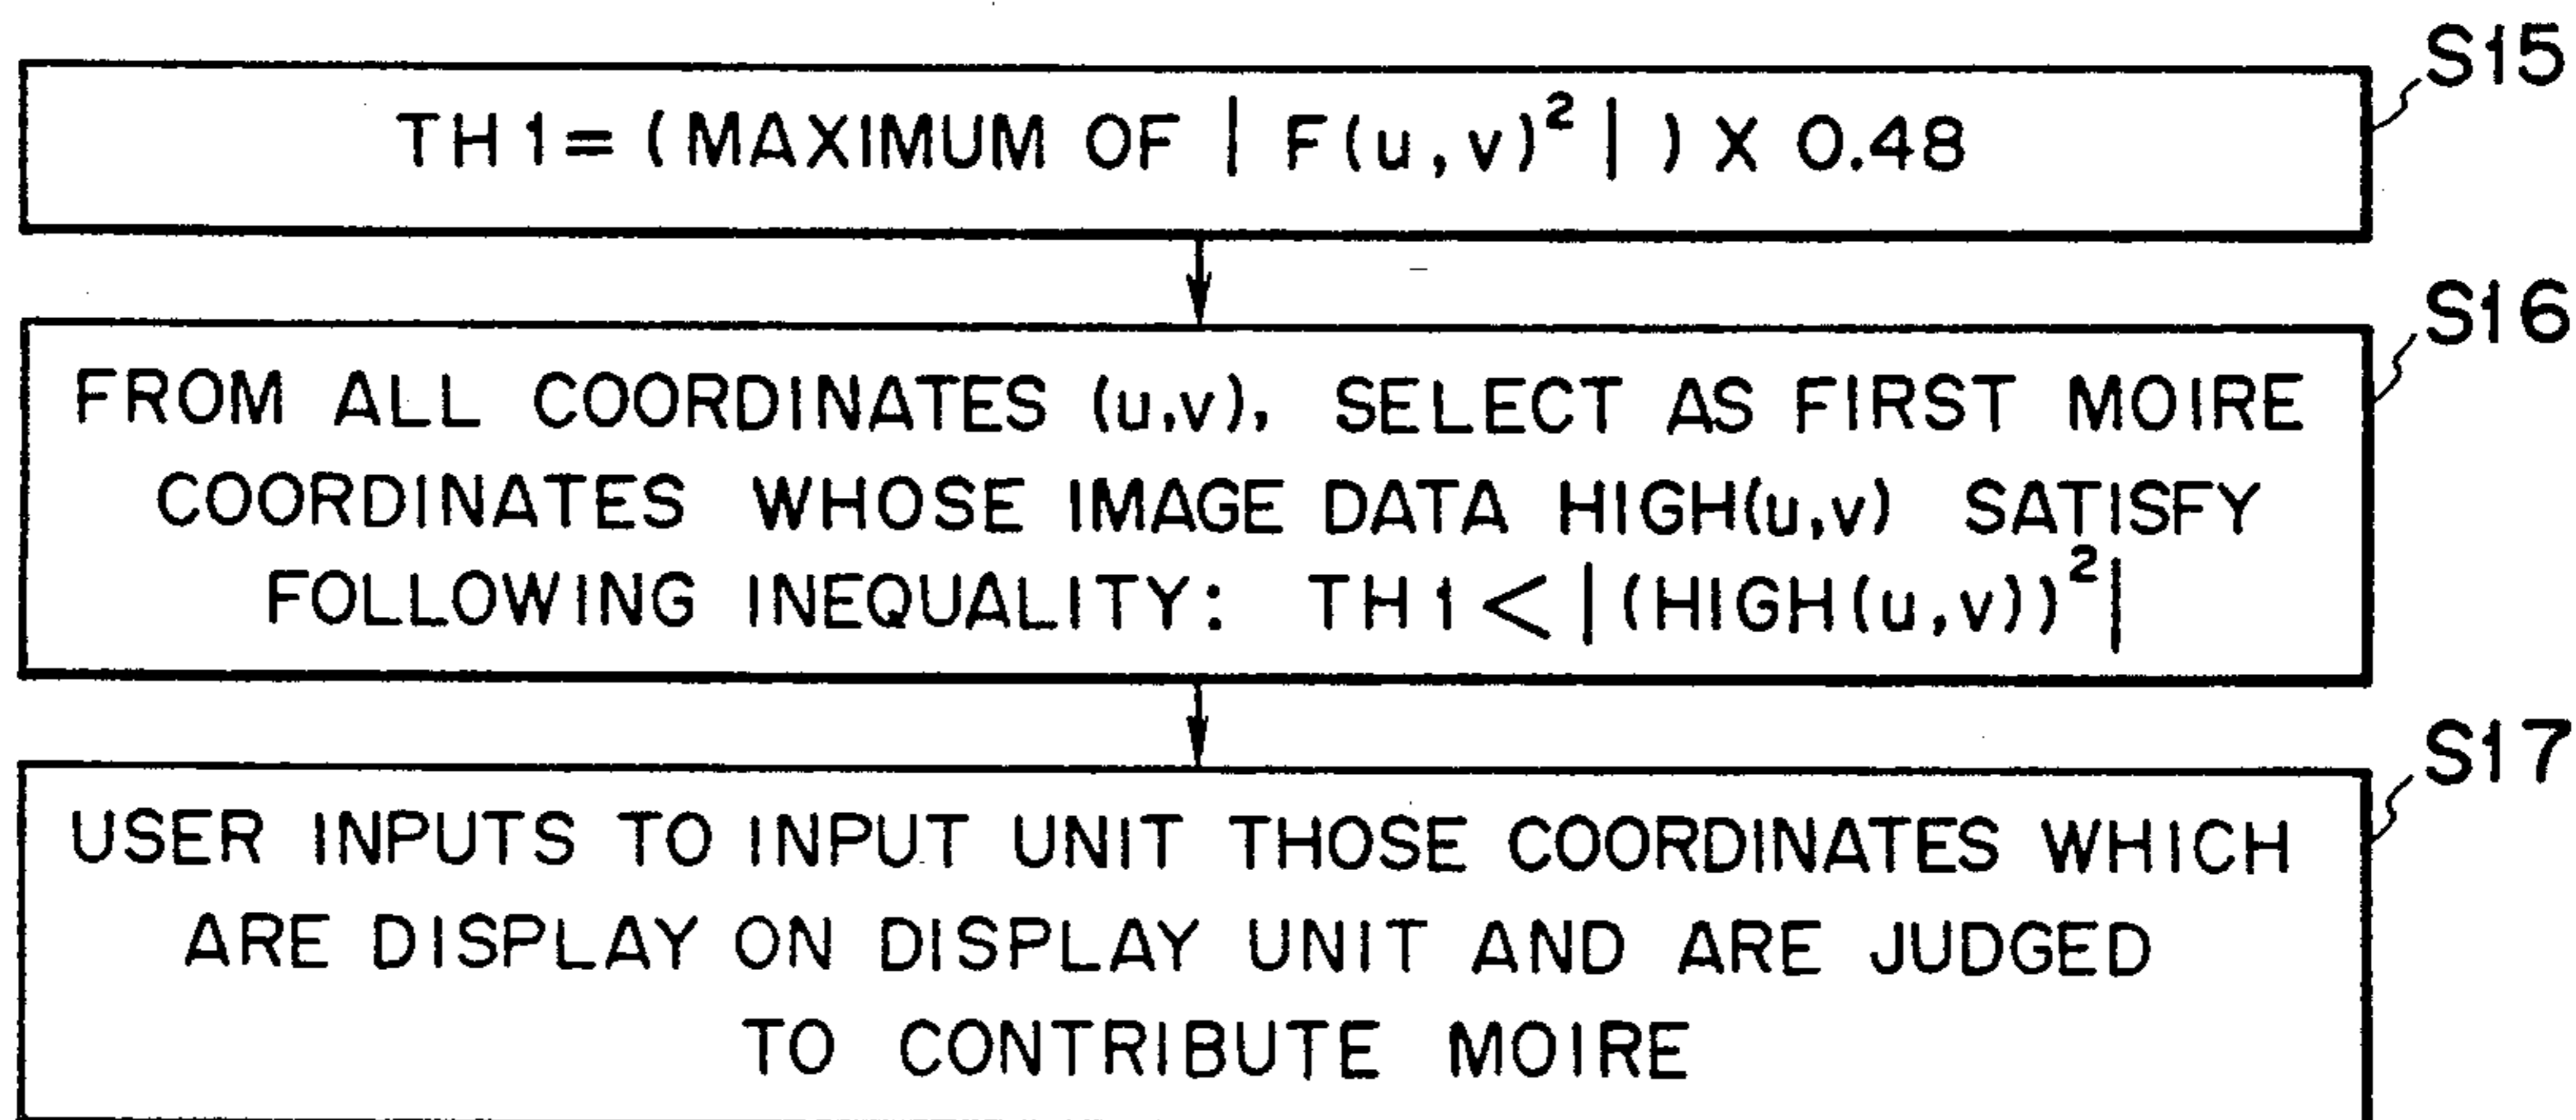 S15
TH1=(MAXIMUM OF | F(u,v)² | ) X 0.48
S16
FROM ALL COORDINATES (u,v), SELECT AS FIRST MOIRE
COORDINATES WHOSE IMAGE DATA HIGH(u,v) SATISFY
FOLLOWING INEQUALITY: TH1<|(HIGH(u,v))²|
S17
USER INPUTS TO INPUT UNIT THOSE COORDINATES WHICH
ARE DISPLAY ON DISPLAY UNIT AND ARE JUDGED
TO CONTRIBUTE MOIRE